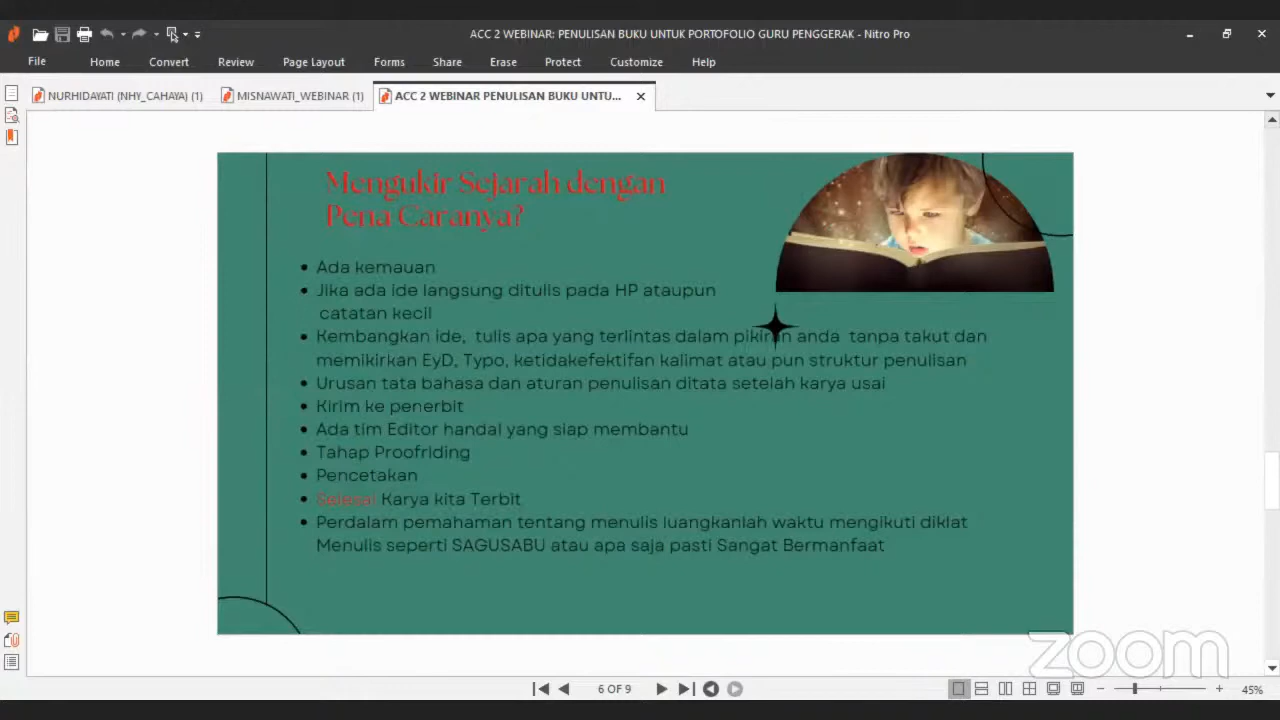 ACC 2 WEBINAR: PENULISAN BUKU UNTUK PORTOFOLIO GURU PENGGERAK - Nitro Pro
File Home Convert Review Page Layout Forms Share Erase Protect Customize Help
NURHIDAYATI (NHY_CAHAYA) (1) MISNAWATI_WEBINAR (1) ACC 2 WEBINAR PENULISAN BUKU UNTU...
Mengukir Sejarah dengan
Pena Caranya?
• Ada kemauan
• Jika ada ide langsung ditulis pada HP ataupun
catatan kecil
• Kembangkan ide, tulis apa yang terlintas dalam pikiran anda tanpa takut dan
memikirkan EyD, Typo, ketidakefektifan kalimat atau pun struktur penulisan
• Urusan tata bahasa dan aturan penulisan ditata setelah karya usai
• Kirim ke penerbit
• Ada tim Editor handal yang siap membantu
• Tahap Proofriding
• Pencetakan
• Selesai Karya kita Terbit
• Perdalam pemahaman tentang menulis luangkanlah waktu mengikuti diklat
Menulis seperti SAGUSABU atau apa saja pasti Sangat Bermanfaat
zoom
6 OF 9
45%